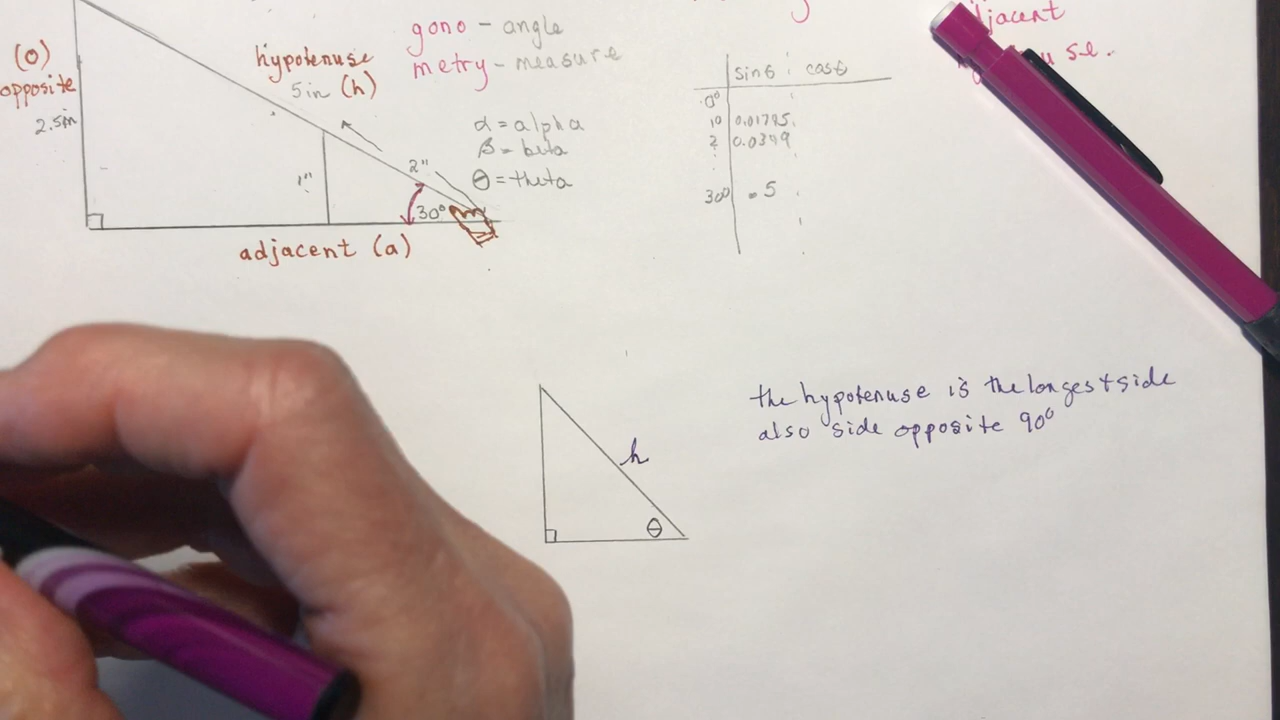 gono - angle
metry - measure
jacent
(o)
opposite
2.5in
hypotenuse
5in (h)
α = alpha
β = beta
θ = theta
2"
1"
30°
adjacent (a)
sinθ cosθ
0°
10 0.01745
2 0.0349
30° .5
the hypotenuse is the longest side
also side opposite 90°
h
θ